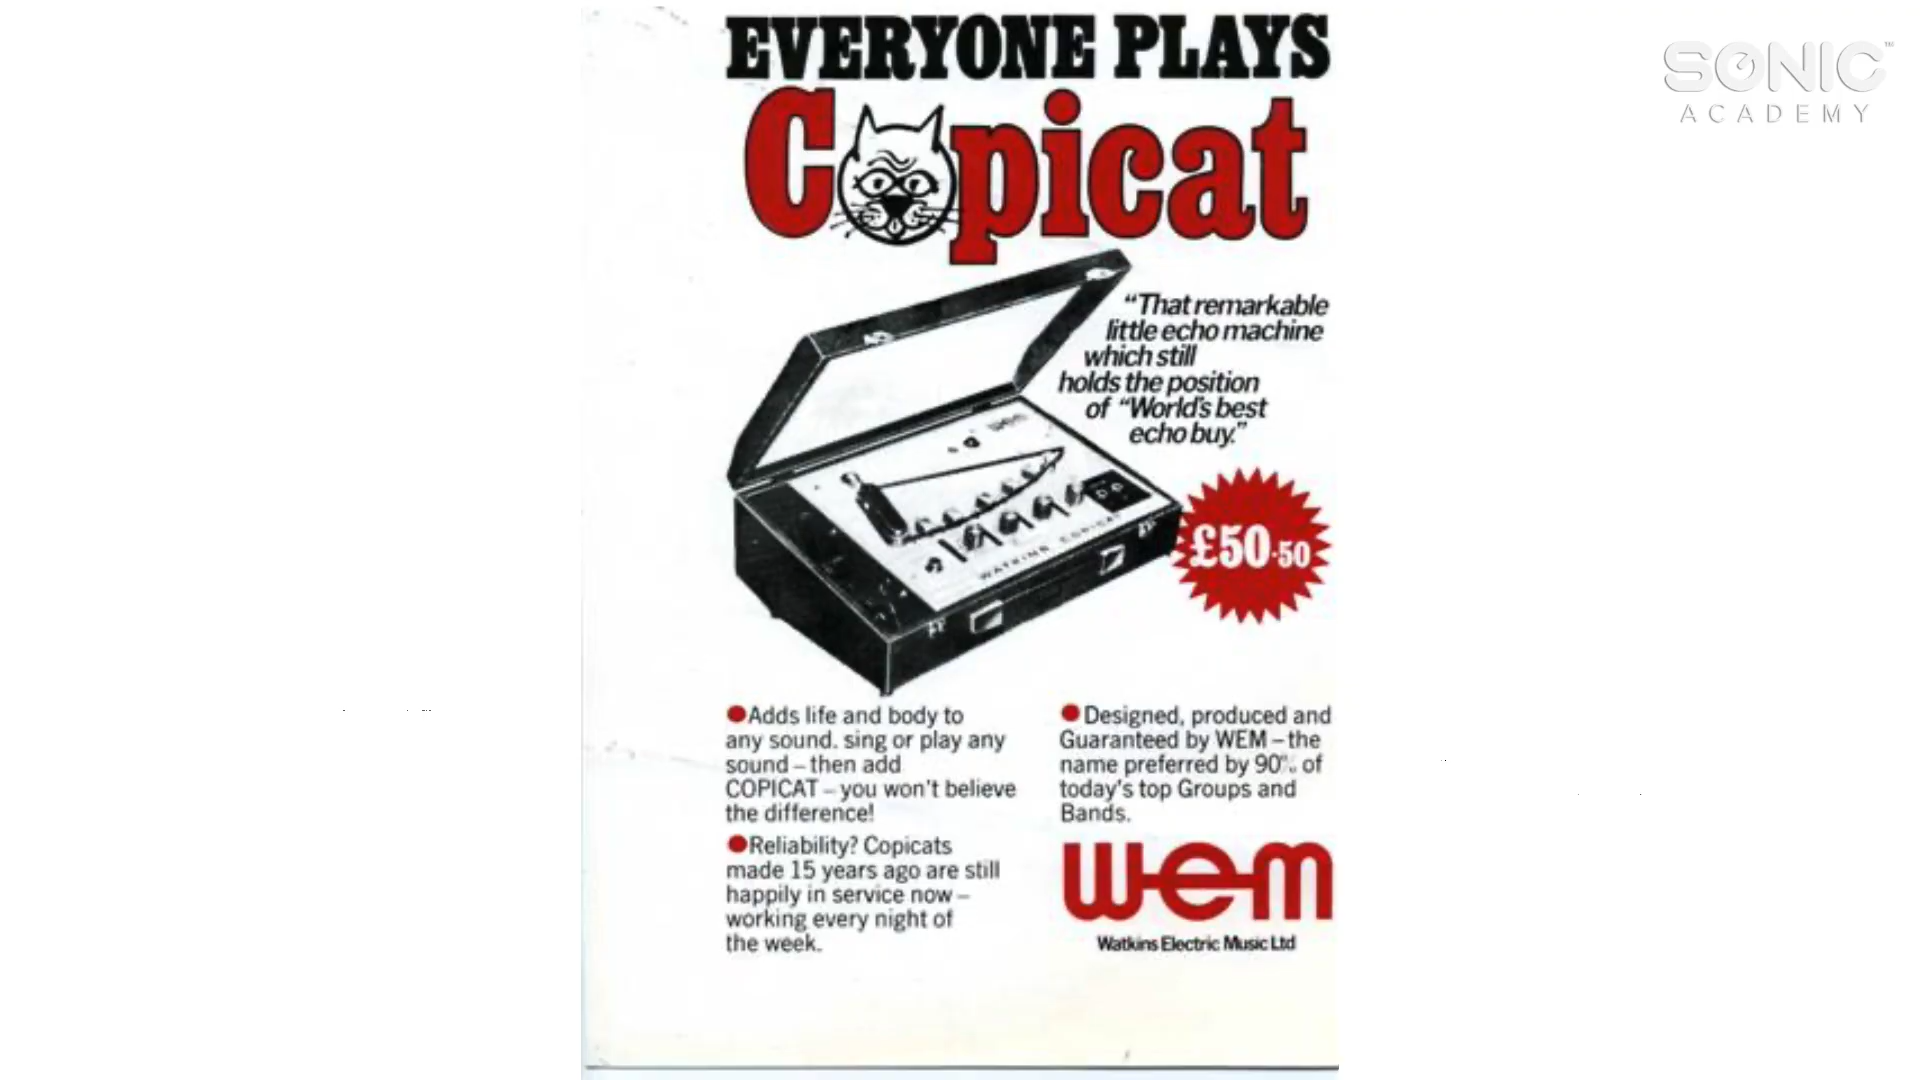 EVERYONE PLAYS
Copicat
"That remarkable
little echo machine
which still
holds the position
of "World's best
echo buy."
wem
WATKINS COPICAT
£50.50
●Adds life and body to
any sound. sing or play any
sound – then add
COPICAT – you won't believe
the difference!
●Reliability? Copicats
made 15 years ago are still
happily in service now –
working every night of
the week.
●Designed, produced and
Guaranteed by WEM – the
name preferred by 90% of
today's top Groups and
Bands.
wem
Watkins Electric Music Ltd
SONIC™
ACADEMY